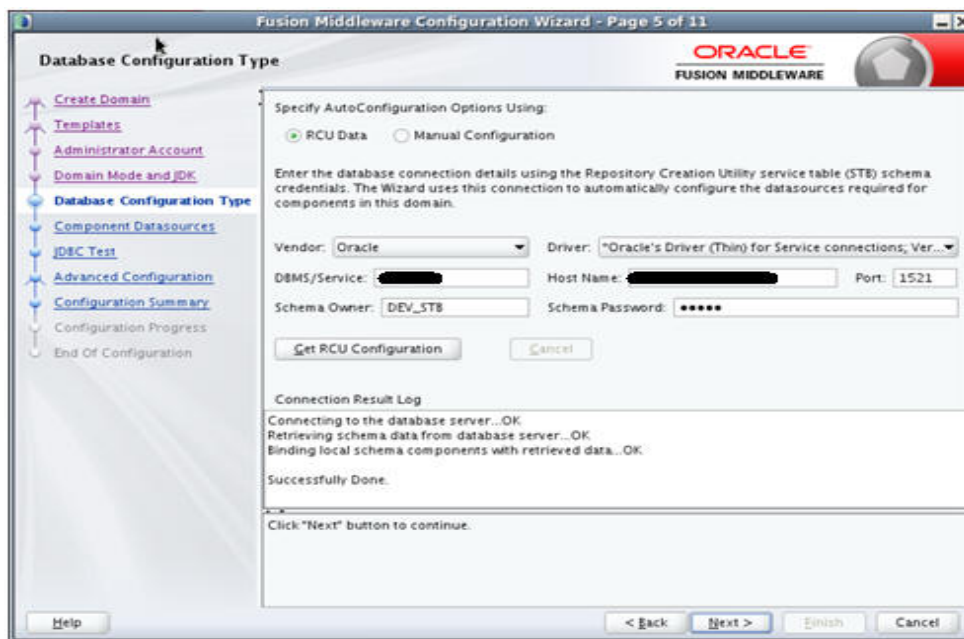 Fusion Middleware Configuration Wizard - Page 5 of 11
Database Configuration Type
ORACLE
FUSION MIDDLEWARE
Create Domain
Templates
Administrator Account
Domain Mode and JDK
Database Configuration Type
Component Datasources
JDBC Test
Advanced Configuration
Configuration Summary
Configuration Progress
End Of Configuration
Specify AutoConfiguration Options Using:
RCU Data Manual Configuration
Enter the database connection details using the Repository Creation Utility service table (STB) schema
credentials. The Wizard uses this connection to automatically configure the datasources required for
components in this domain.
Vendor: Oracle Driver: *Oracle's Driver (Thin) for Service connections; Ver...
DBMS/Service: Host Name: Port: 1521
Schema Owner: DEV_STB Schema Password: •••••
Get RCU Configuration Cancel
Connection Result Log
Connecting to the database server...OK
Retrieving schema data from database server...OK
Binding local schema components with retrieved data...OK
Successfully Done.
Click "Next" button to continue.
Help < Back Next > Finish Cancel